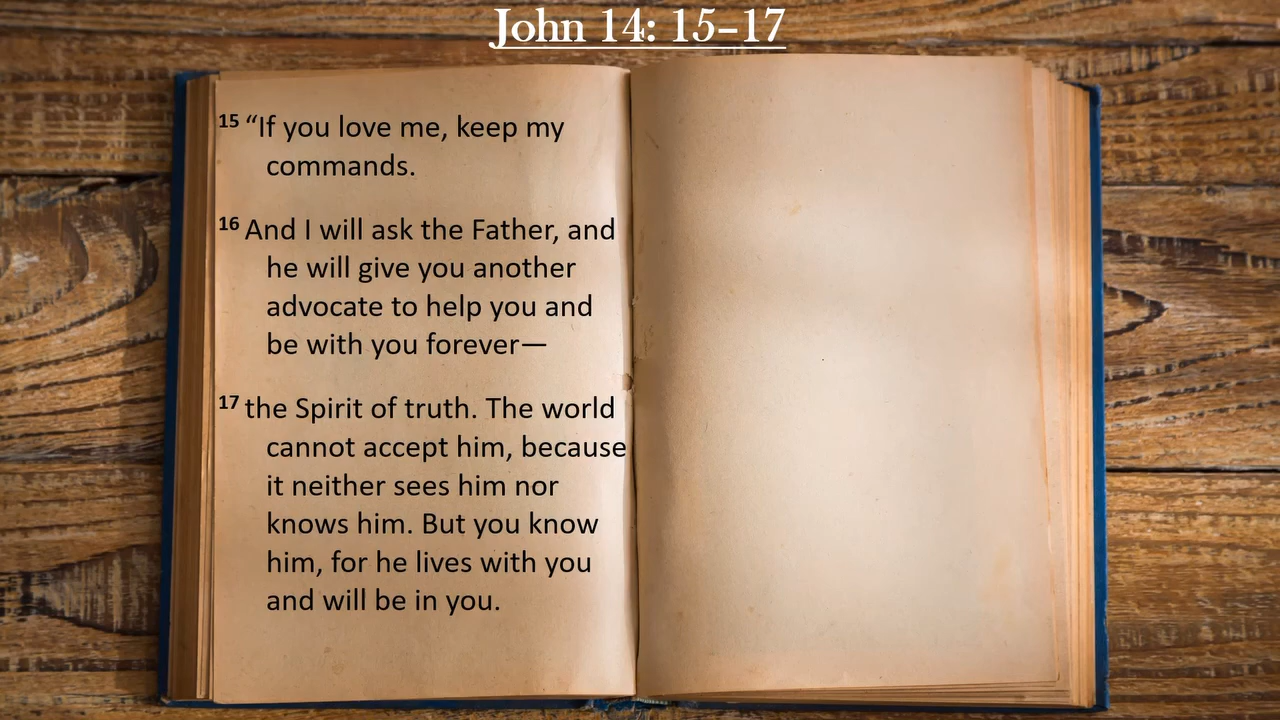 John 14: 15-17
15 “If you love me, keep my
commands.
16 And I will ask the Father, and
he will give you another
advocate to help you and
be with you forever—
17 the Spirit of truth. The world
cannot accept him, because
it neither sees him nor
knows him. But you know
him, for he lives with you
and will be in you.